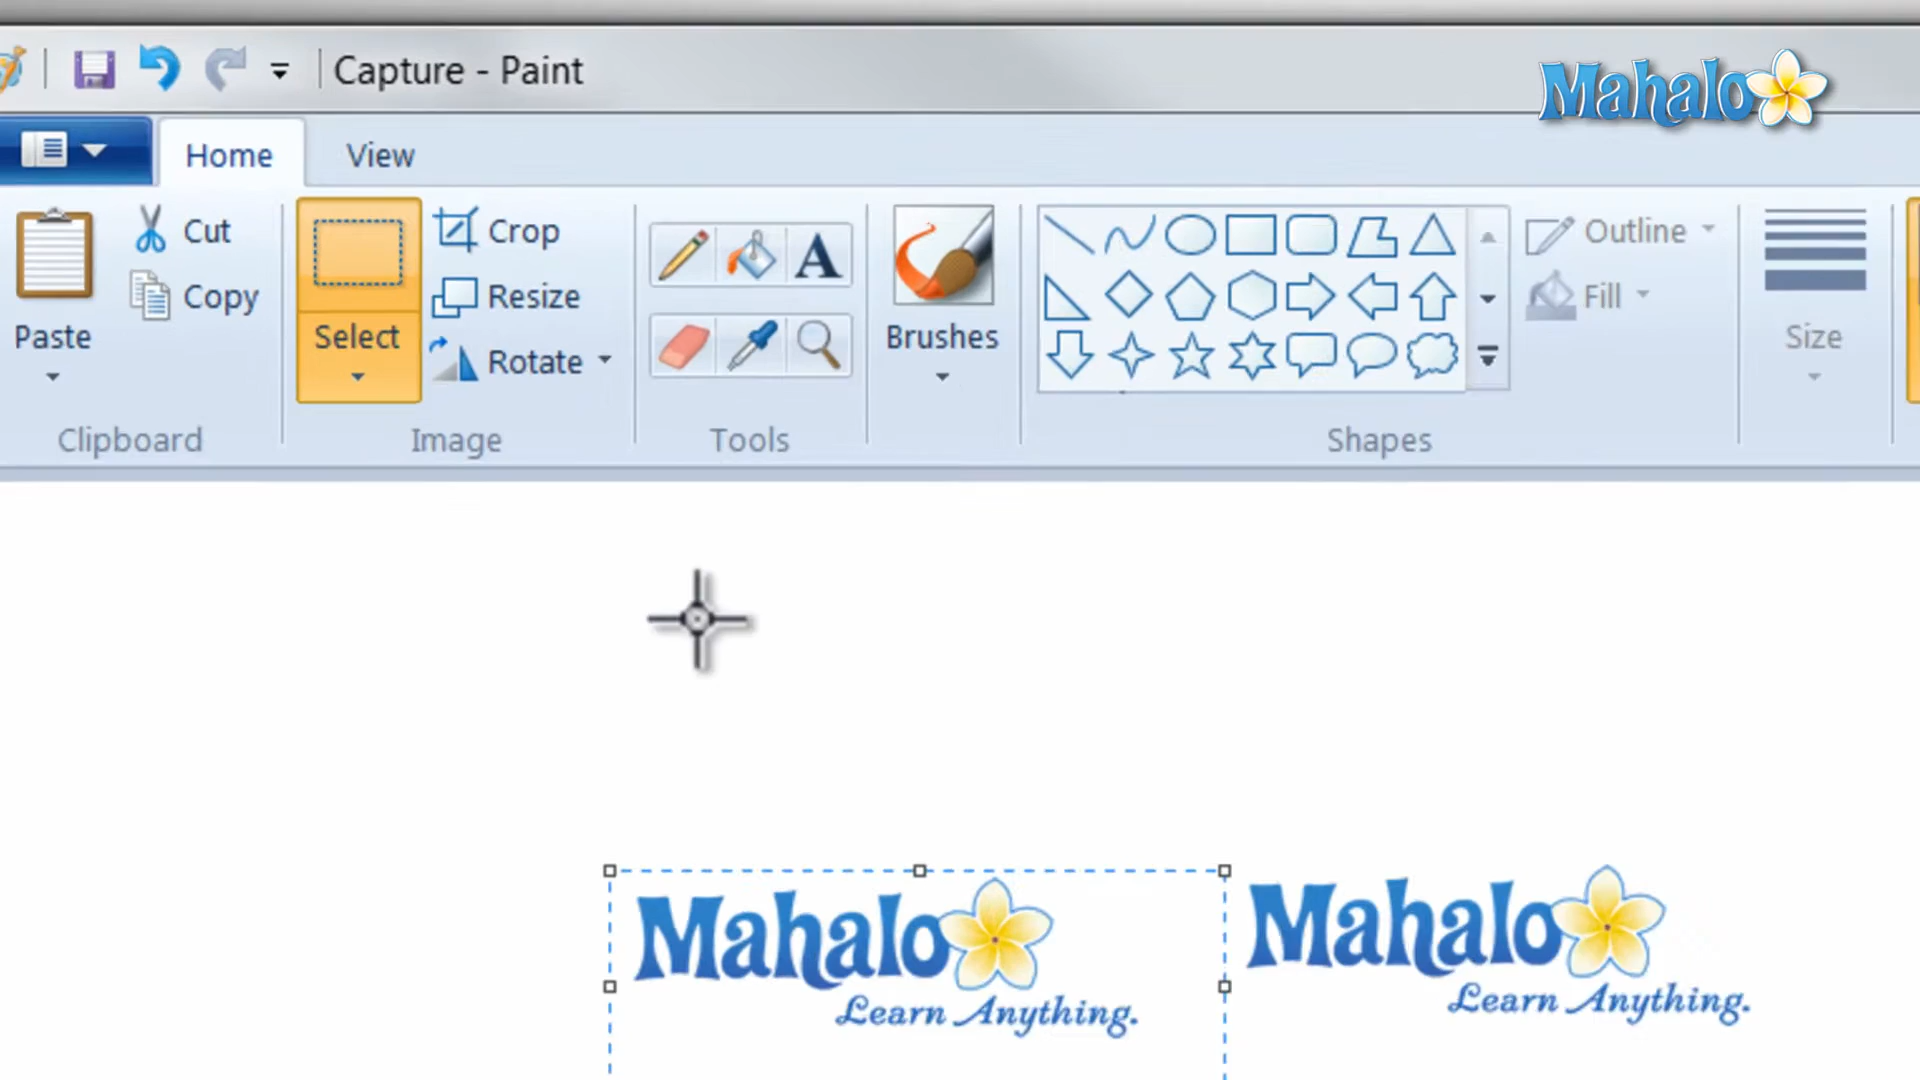 Capture - Paint
Mahalo
Home
View
Cut
Copy
Paste
Clipboard
Select
Crop
Resize
Rotate
Image
A
Tools
Brushes
Shapes
Outline
Fill
Size
Mahalo
Learn Anything.
Mahalo
Learn Anything.